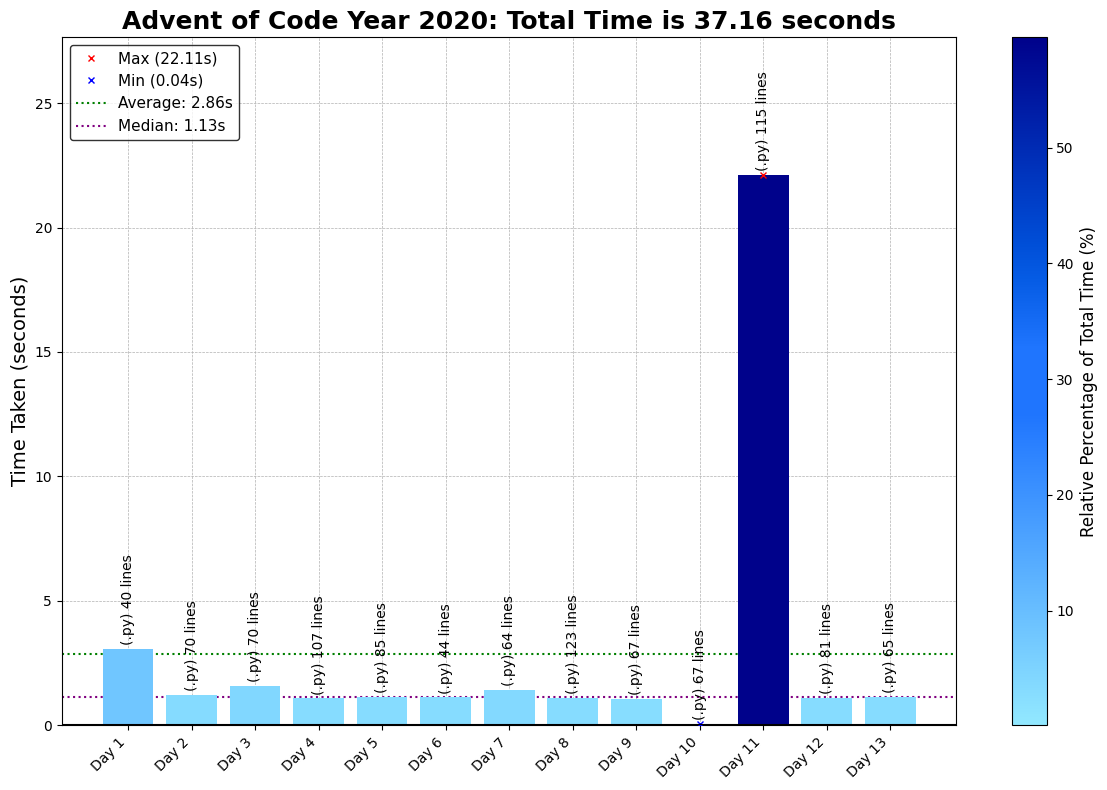 Advent of Code Year 2020: Total Time is 37.16 seconds
Max (22.11s)
Min (0.04s)
Average: 2.86s
Median: 1.13s
Time Taken (seconds)
25
20
15
10
5
0
(.py) 40 lines
(.py) 70 lines
(.py) 70 lines
(.py) 107 lines
(.py) 85 lines
(.py) 44 lines
(.py) 64 lines
(.py) 123 lines
(.py) 67 lines
(.py) 67 lines
(.py) 115 lines
(.py) 81 lines
(.py) 65 lines
Day 1
Day 2
Day 3
Day 4
Day 5
Day 6
Day 7
Day 8
Day 9
Day 10
Day 11
Day 12
Day 13
50
40
30
20
10
Relative Percentage of Total Time (%)